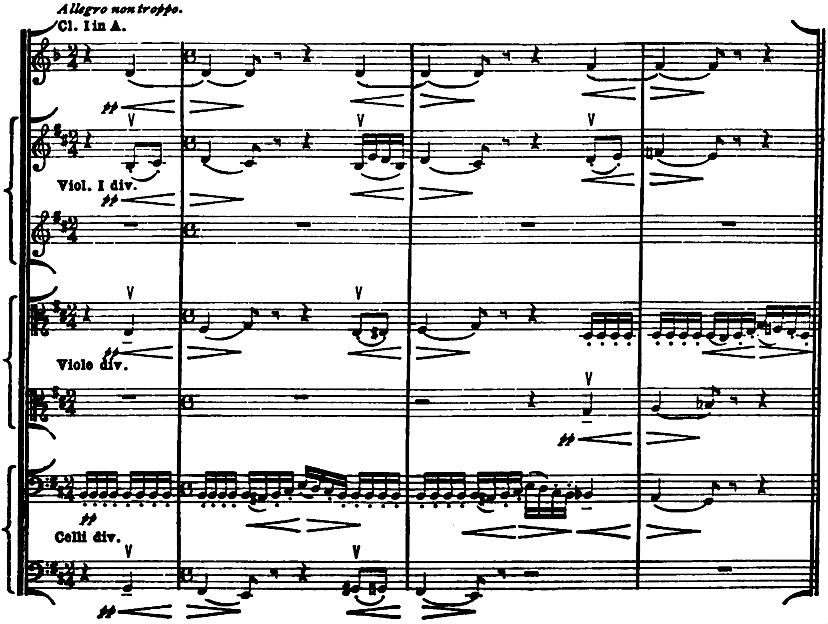 Allegro non troppo.
Cl. I in A.
pp
Viol. I div.
pp
pp
Viole div.
pp
pp
Celli div.
pp